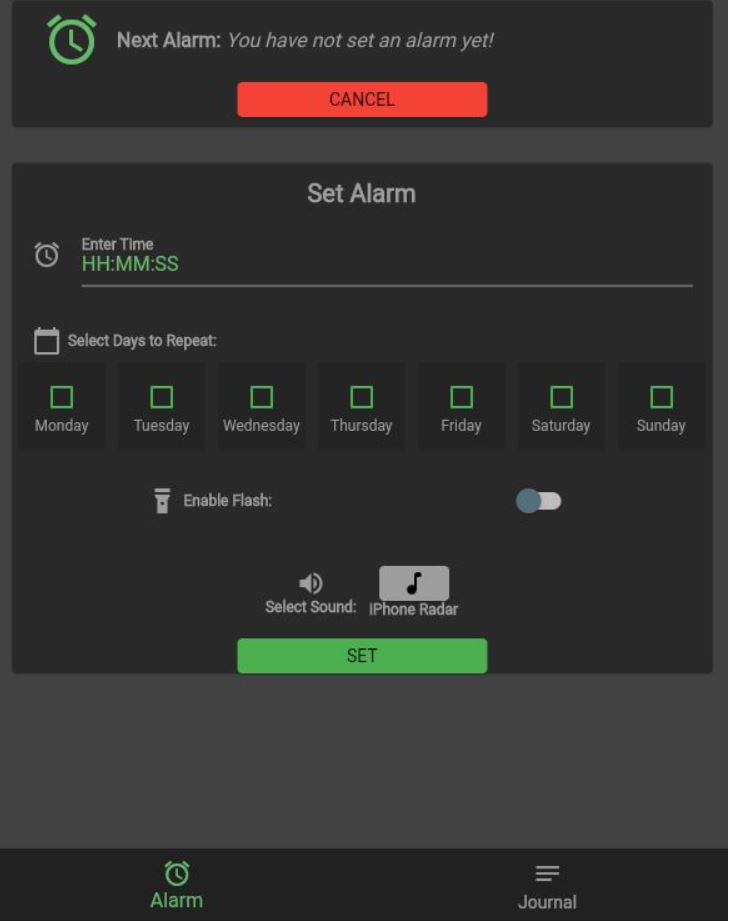 Next Alarm: You have not set an alarm yet!
CANCEL
Set Alarm
Enter Time
HH:MM:SS
Select Days to Repeat:
Monday Tuesday Wednesday Thursday Friday Saturday Sunday
Enable Flash:
Select Sound: IPhone Radar
SET
Alarm Journal